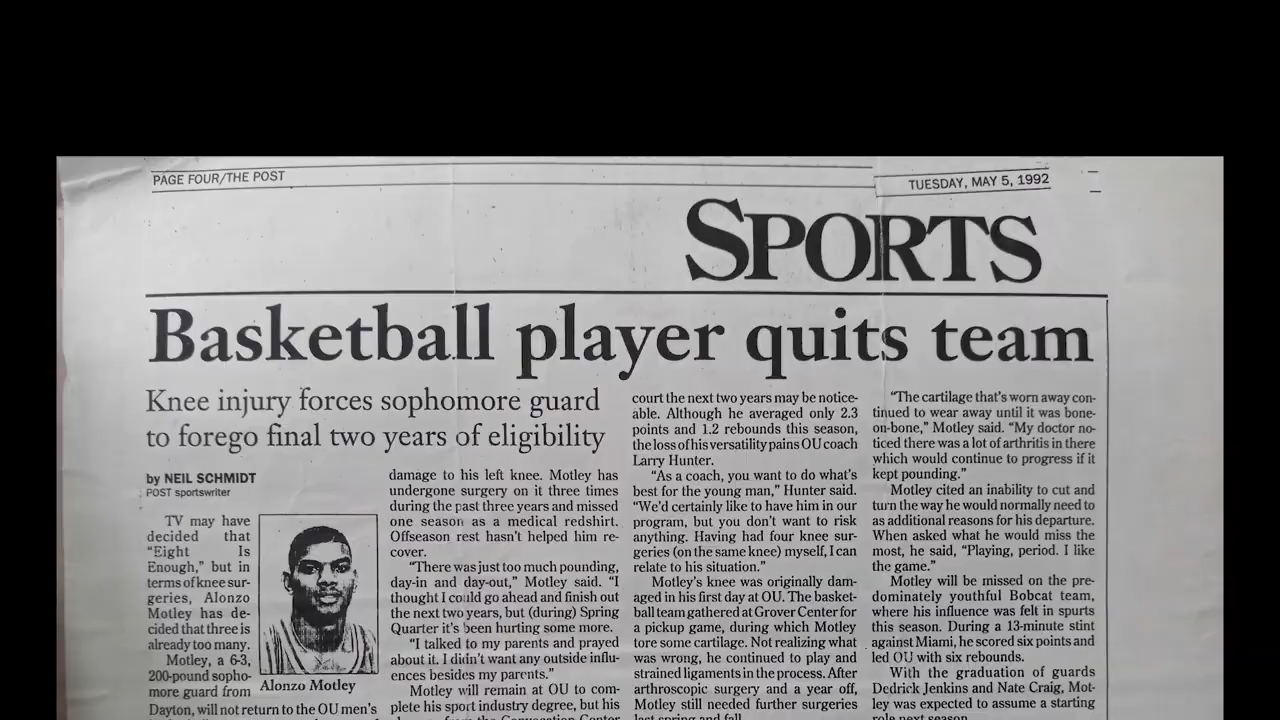 PAGE FOUR/THE POST
TUESDAY, MAY 5, 1992
SPORTS
Basketball player quits team
Knee injury forces sophomore guard
to forego final two years of eligibility
by NEIL SCHMIDT
POST sportswriter
TV may have
decided that
“Eight Is
Enough,” but in
terms of knee sur-
geries, Alonzo
Motley has de-
cided that three is
already too many.
Motley, a 6-3,
200-pound sopho-
more guard from
Dayton, will not return to the OU men's
Alonzo Motley
damage to his left knee. Motley has
undergone surgery on it three times
during the past three years and missed
one season as a medical redshirt.
Offseason rest hasn't helped him re-
cover.
“There was just too much pounding,
day-in and day-out,” Motley said. “I
thought I could go ahead and finish out
the next two years, but (during) Spring
Quarter it's been hurting some more.
“I talked to my parents and prayed
about it. I didn't want any outside influ-
ences besides my parents.”
Motley will remain at OU to com-
plete his sport industry degree, but his
from the Convocation Center
court the next two years may be notice-
able. Although he averaged only 2.3
points and 1.2 rebounds this season,
the loss of his versatility pains OU coach
Larry Hunter.
“As a coach, you want to do what's
best for the young man,” Hunter said.
“We'd certainly like to have him in our
program, but you don't want to risk
anything. Having had four knee sur-
geries (on the same knee) myself, I can
relate to his situation.”
Motley's knee was originally dam-
aged in his first day at OU. The basket-
ball team gathered at Grover Center for
a pickup game, during which Motley
tore some cartilage. Not realizing what
was wrong, he continued to play and
strained ligaments in the process. After
arthroscopic surgery and a year off,
Motley still needed further surgeries
last spring and fall.
“The cartilage that's worn away con-
tinued to wear away until it was bone-
on-bone,” Motley said. “My doctor no-
ticed there was a lot of arthritis in there
which would continue to progress if it
kept pounding.”
Motley cited an inability to cut and
turn the way he would normally need to
as additional reasons for his departure.
When asked what he would miss the
most, he said, “Playing, period. I like
the game.”
Motley will be missed on the pre-
dominately youthful Bobcat team,
where his influence was felt in spurts
this season. During a 13-minute stint
against Miami, he scored six points and
led OU with six rebounds.
With the graduation of guards
Dedrick Jenkins and Nate Craig, Mot-
ley was expected to assume a starting
role next season.